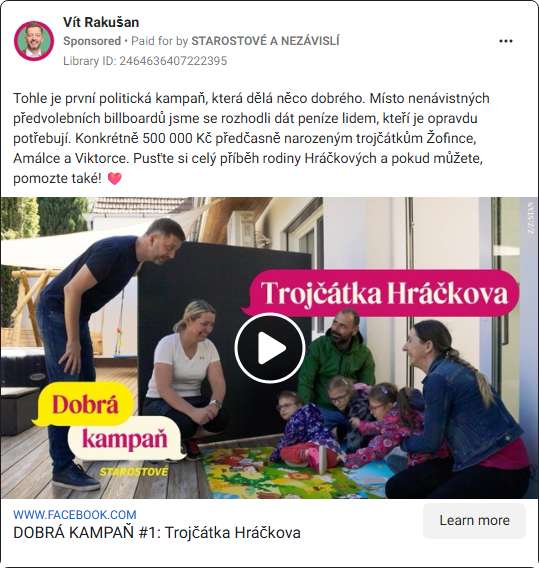 Vít Rakušan
Sponsored • Paid for by STAROSTOVÉ A NEZÁVISLÍ
Library ID: 2464636407222395
Tohle je první politická kampaň, která dělá něco dobrého. Místo nenávistných
předvolebních billboardů jsme se rozhodli dát peníze lidem, kteří je opravdu
potřebují. Konkrétně 500 000 Kč předčasně narozeným trojčátkům Žofince,
Amálce a Viktorce. Pusťte si celý příběh rodiny Hráčkových a pokud můžete,
pomozte také! 💗
Trojčátka Hráčkova
Dobrá
kampaň
STAROSTOVÉ
WWW.FACEBOOK.COM
DOBRÁ KAMPAŇ #1: Trojčátka Hráčkova
Learn more